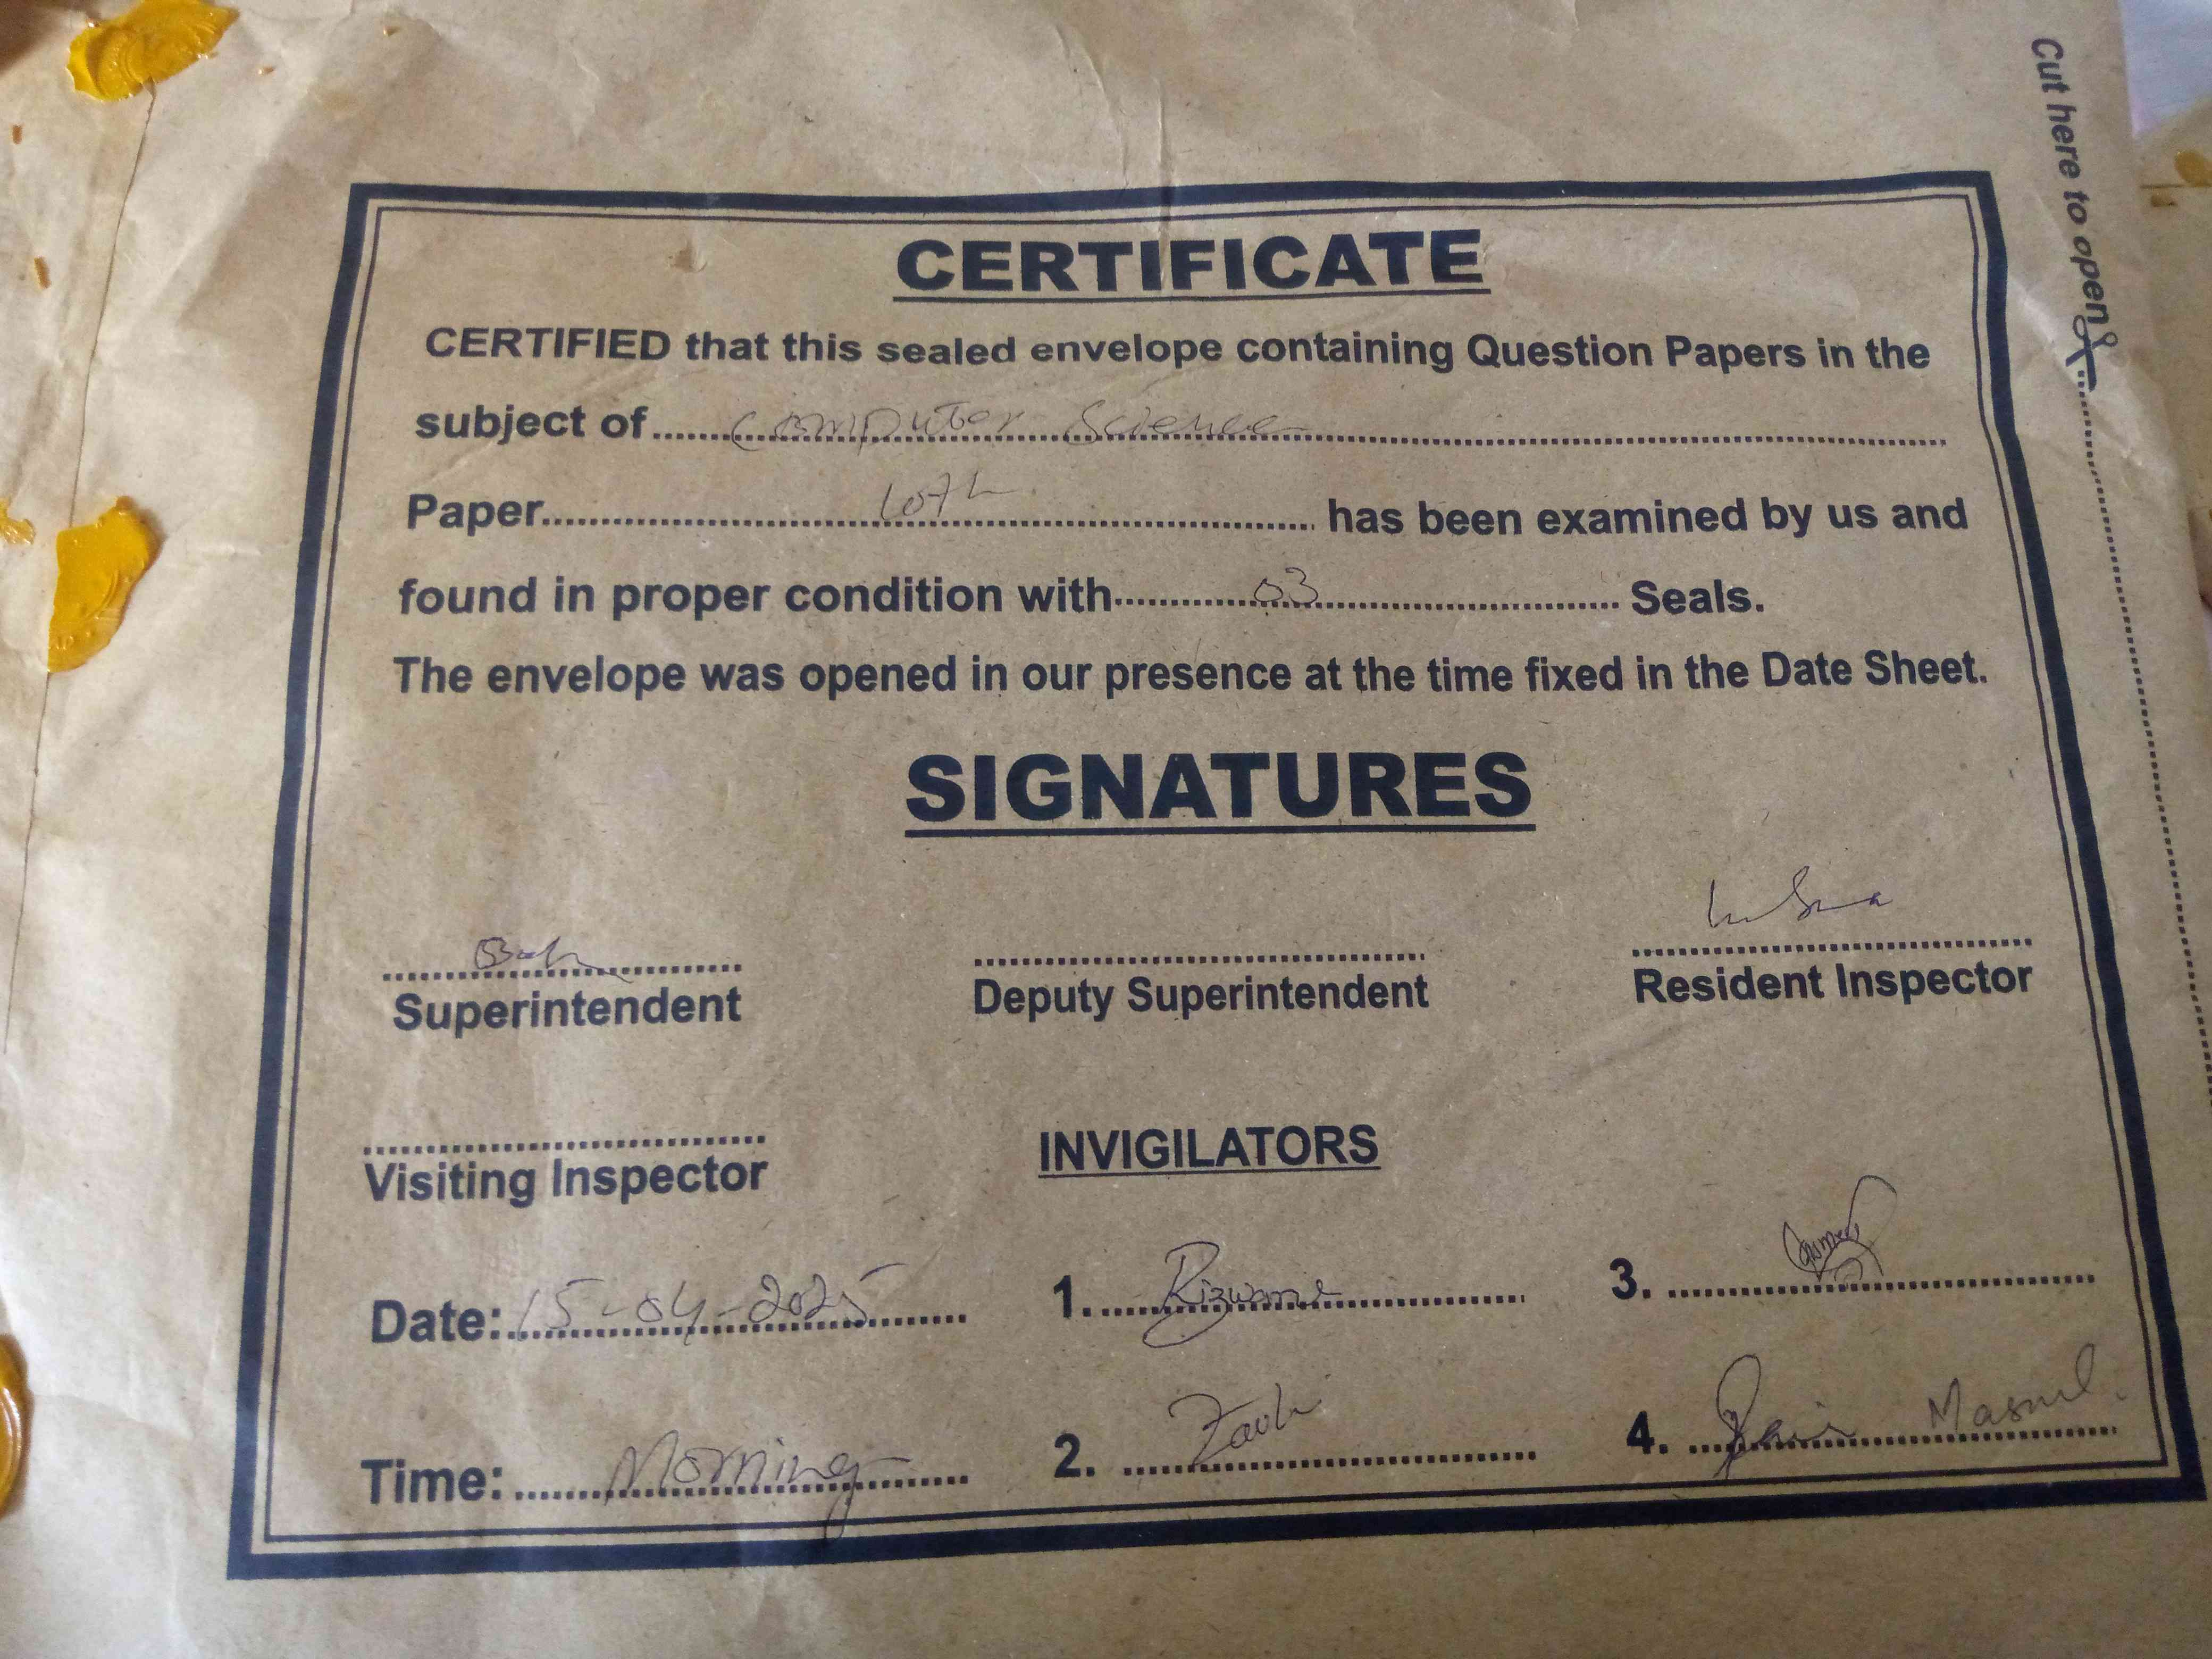 Cut here to open
CERTIFICATE
CERTIFIED that this sealed envelope containing Question Papers in the
subject of Computer Science
Paper 10th has been examined by us and
found in proper condition with 03 Seals.
The envelope was opened in our presence at the time fixed in the Date Sheet.
SIGNATURES
Superintendent Deputy Superintendent Resident Inspector
Visiting Inspector INVIGILATORS
Date: 15-04-2025 1. 3.
Time: Morning 2. 4.